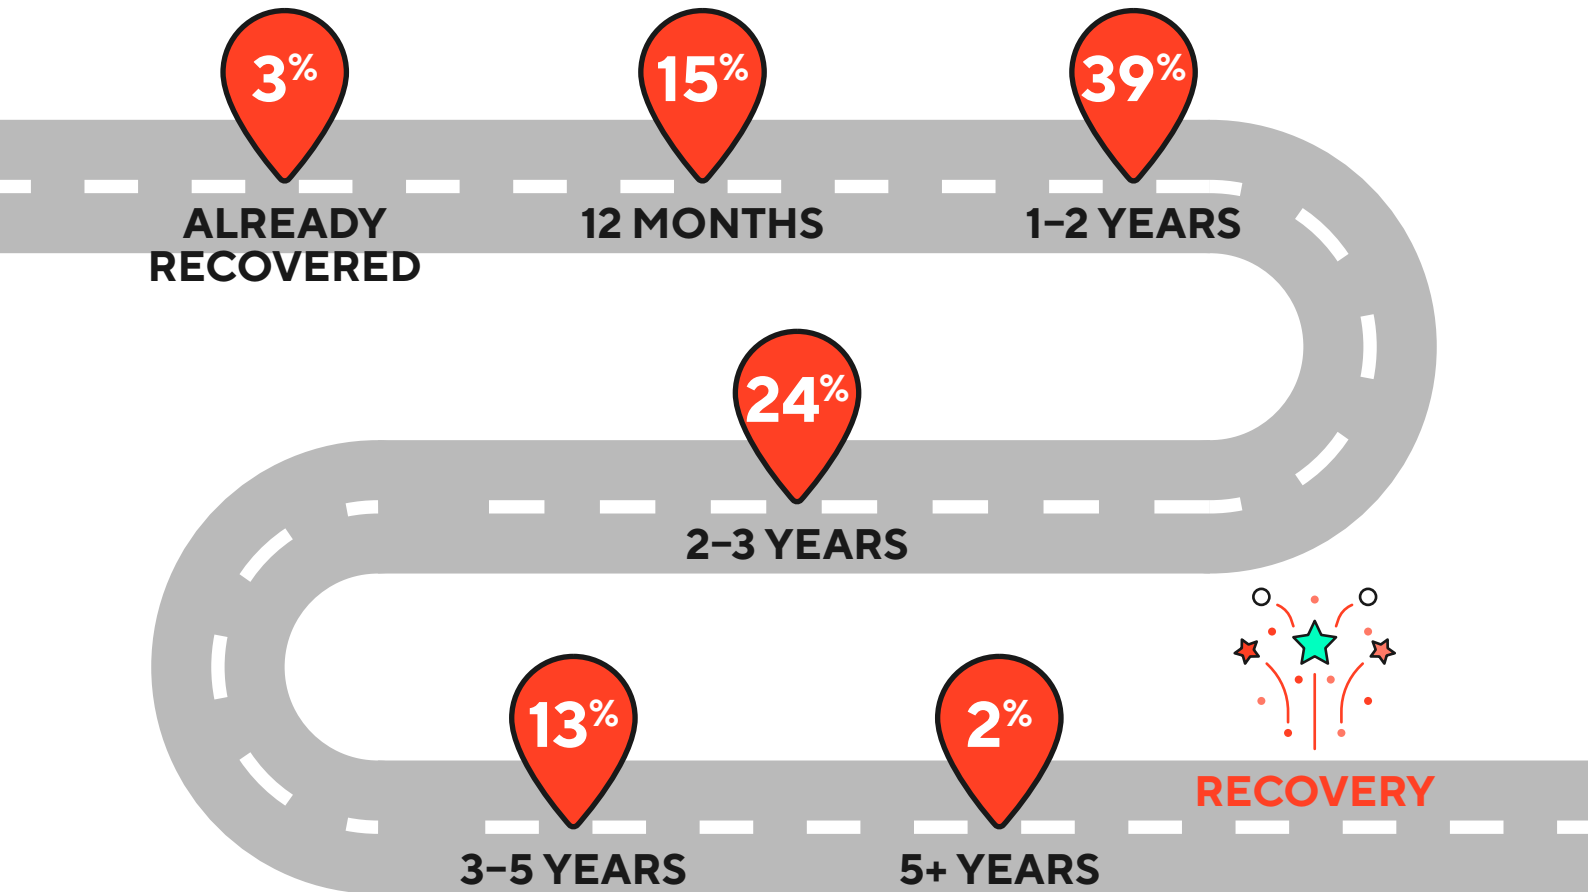 3%
15%
39%
ALREADY
RECOVERED
12 MONTHS
1–2 YEARS
24%
2–3 YEARS
13%
2%
RECOVERY
3–5 YEARS
5+ YEARS